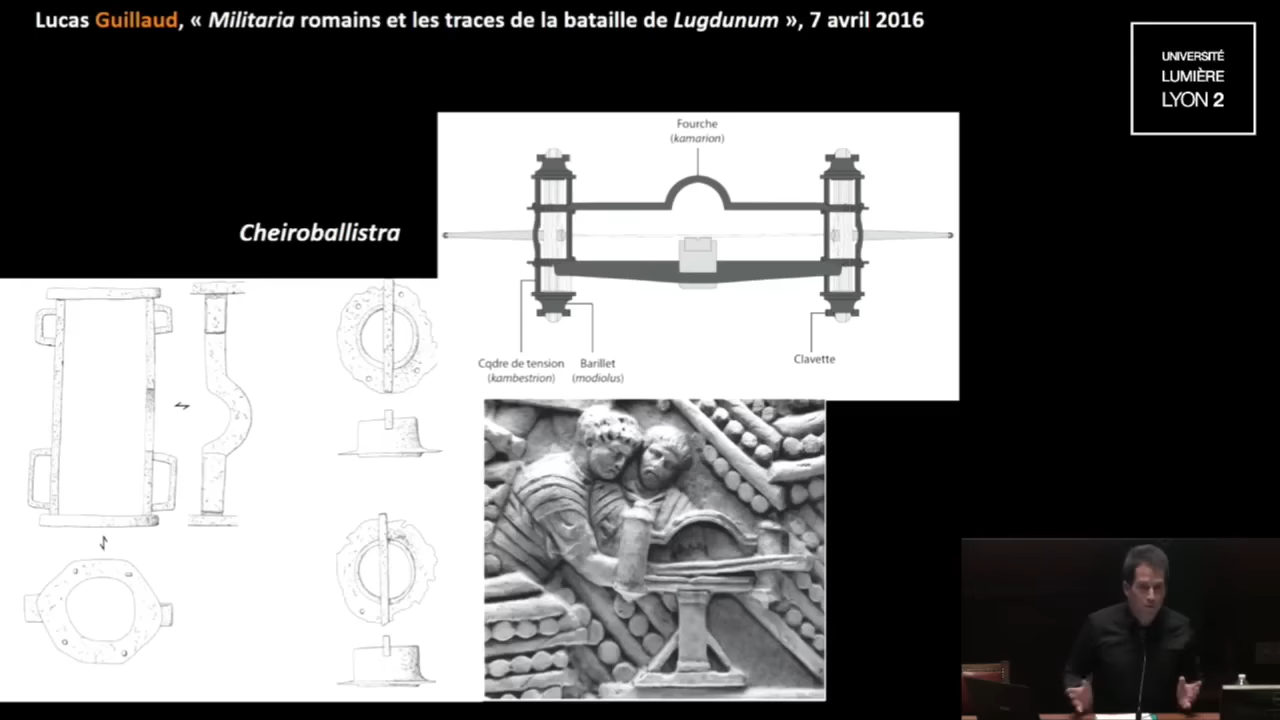 Lucas Guillaud, « Militaria romains et les traces de la bataille de Lugdunum », 7 avril 2016
UNIVERSITÉ
LUMIÈRE
LYON 2
Fourche
(kamarion)
Cheiroballistra
Cadre de tension
(kambestrion)
Barillet
(modiolus)
Clavette